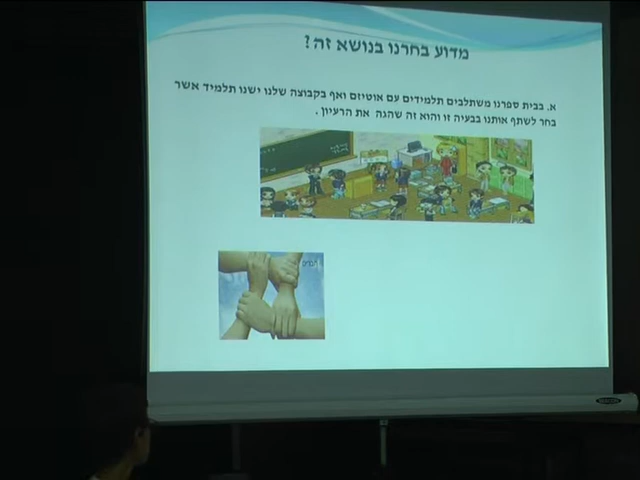 מדוע בחרנו בנושא זה?
א. בבית ספרנו משתלבים תלמידים עם אוטיזם ואף בקבוצה שלנו ישנו תלמיד אשר
בחר לשתף אותנו בבעיה זו והוא זה שהגה את הרעיון .